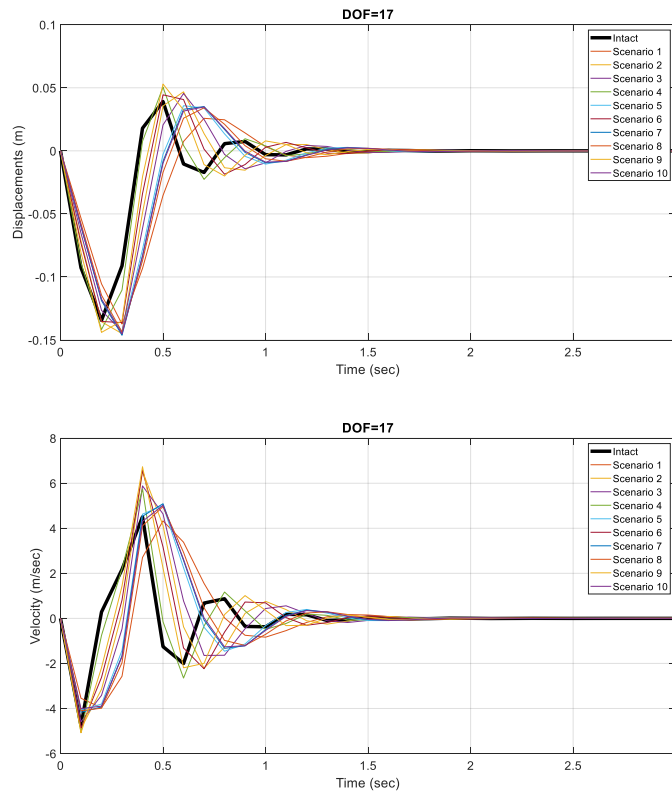 DOF=17
0.1
0.05
0
-0.05
-0.1
-0.15
Displacements (m)
0 0.5 1 1.5 2 2.5
Time (sec)
Intact
Scenario 1
Scenario 2
Scenario 3
Scenario 4
Scenario 5
Scenario 6
Scenario 7
Scenario 8
Scenario 9
Scenario 10
DOF=17
8
6
4
2
0
-2
-4
-6
Velocity (m/sec)
0 0.5 1 1.5 2 2.5
Time (sec)
Intact
Scenario 1
Scenario 2
Scenario 3
Scenario 4
Scenario 5
Scenario 6
Scenario 7
Scenario 8
Scenario 9
Scenario 10